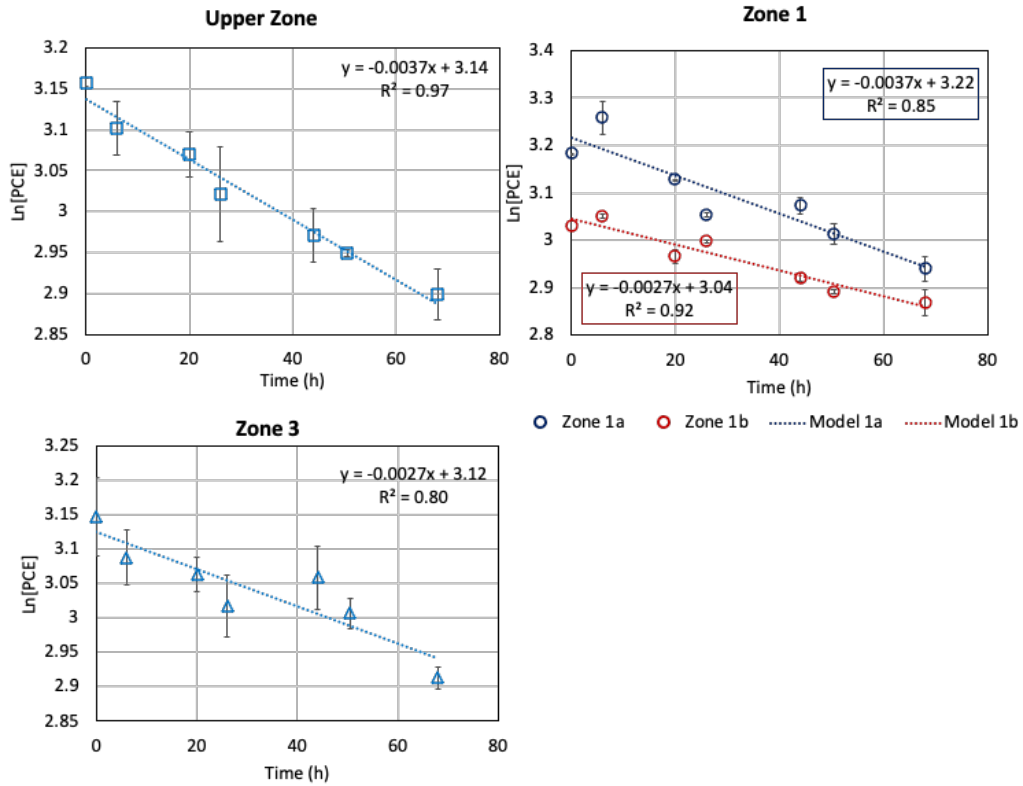 Upper Zone
3.2
3.15
3.1
3.05
3
2.95
2.9
2.85
Ln[PCE]
y = -0.0037x + 3.14
R² = 0.97
0 20 40 60 80
Time (h)
Zone 1
3.4
3.3
3.2
3.1
3
2.9
2.8
Ln[PCE]
y = -0.0037x + 3.22
R² = 0.85
y = -0.0027x + 3.04
R² = 0.92
0 20 40 60 80
Time (h)
Zone 1a Zone 1b Model 1a Model 1b
Zone 3
3.25
3.2
3.15
3.1
3.05
3
2.95
2.9
2.85
Ln[PCE]
y = -0.0027x + 3.12
R² = 0.80
0 20 40 60 80
Time (h)